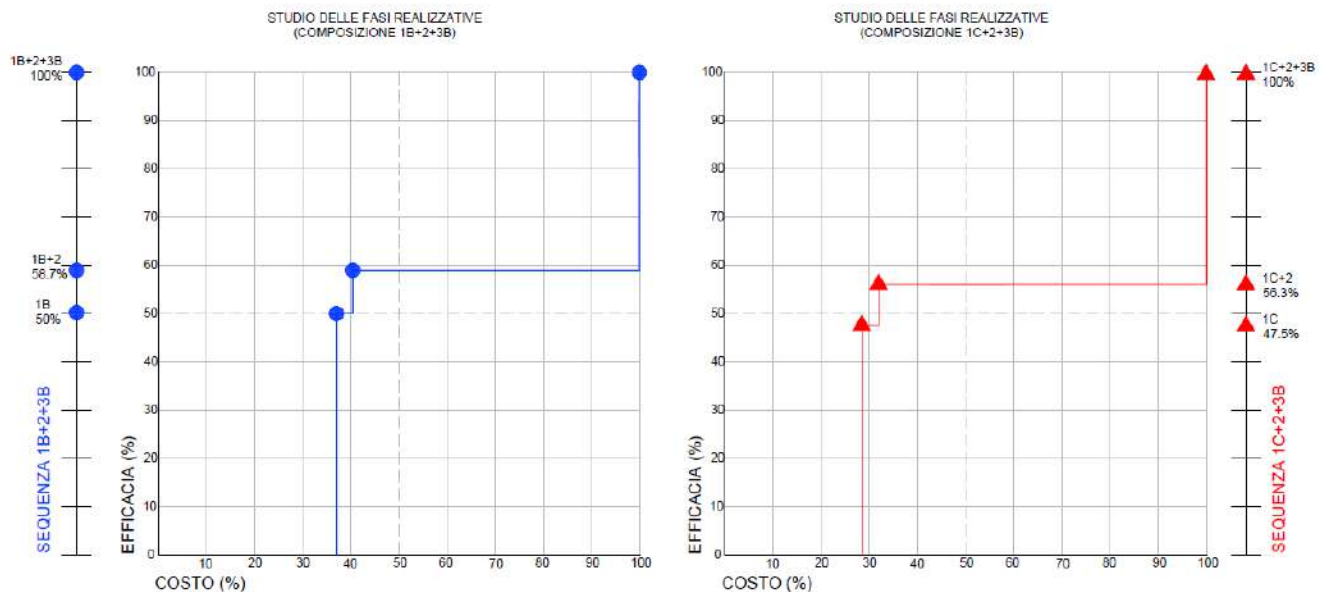 STUDIO DELLE FASI REALIZZATIVE
(COMPOSIZIONE 1B+2+3B)
1B+2+3B
100%
1B+2
58.7%
1B
50%
SEQUENZA 1B+2+3B
EFFICACIA (%)
100
90
80
70
60
50
40
30
20
10
0
10 20 30 40 50 60 70 80 90 100
COSTO (%)
STUDIO DELLE FASI REALIZZATIVE
(COMPOSIZIONE 1C+2+3B)
EFFICACIA (%)
100
90
80
70
60
50
40
30
20
10
0
10 20 30 40 50 60 70 80 90 100
COSTO (%)
1C+2+3B
100%
1C+2
56.3%
1C
47.5%
SEQUENZA 1C+2+3B